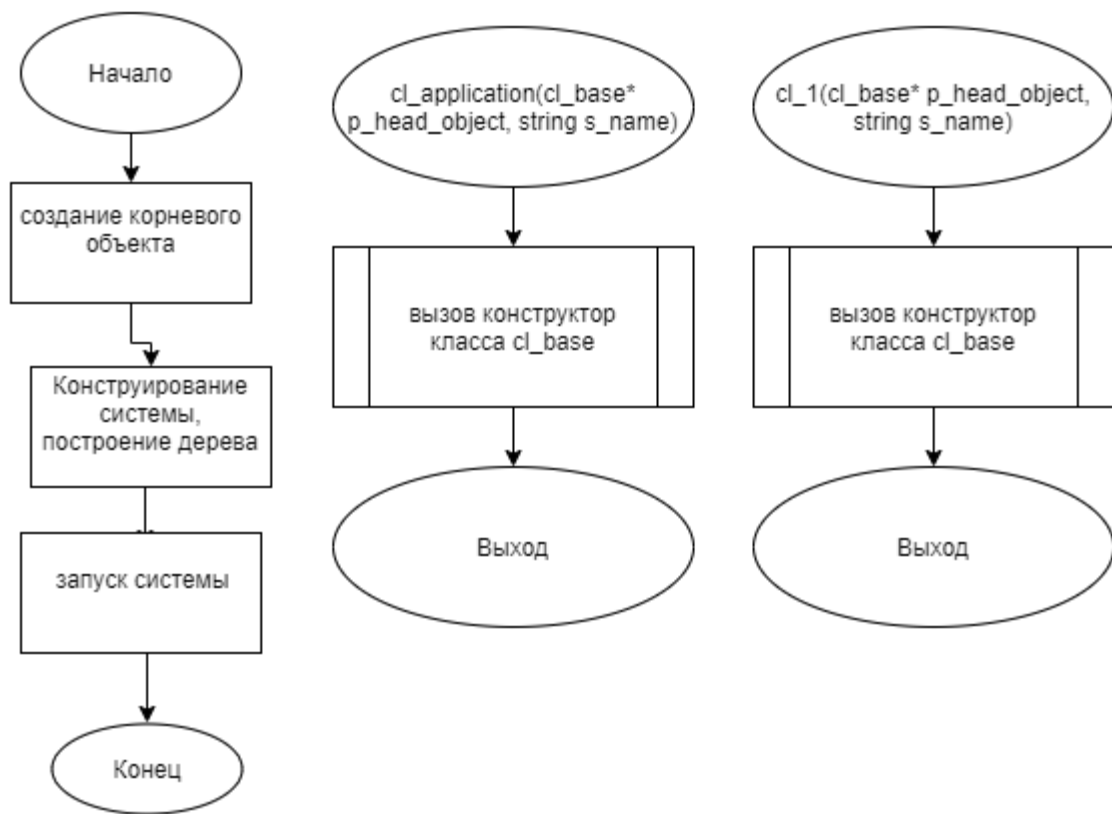 Начало
создание корневого
объекта
Конструирование
системы,
построение дерева
запуск системы
Конец
cl_application(cl_base*
p_head_object, string s_name)
вызов конструктор
класса cl_base
Выход
cl_1(cl_base* p_head_object,
string s_name)
вызов конструктор
класса cl_base
Выход